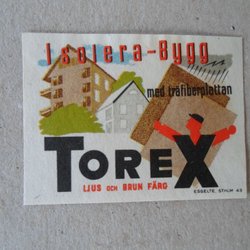 Isolera-Bygg
med träfiberplattan
TOREX
LJUS OCH BRUN FÄRG
ESSELTE, STHLM 43